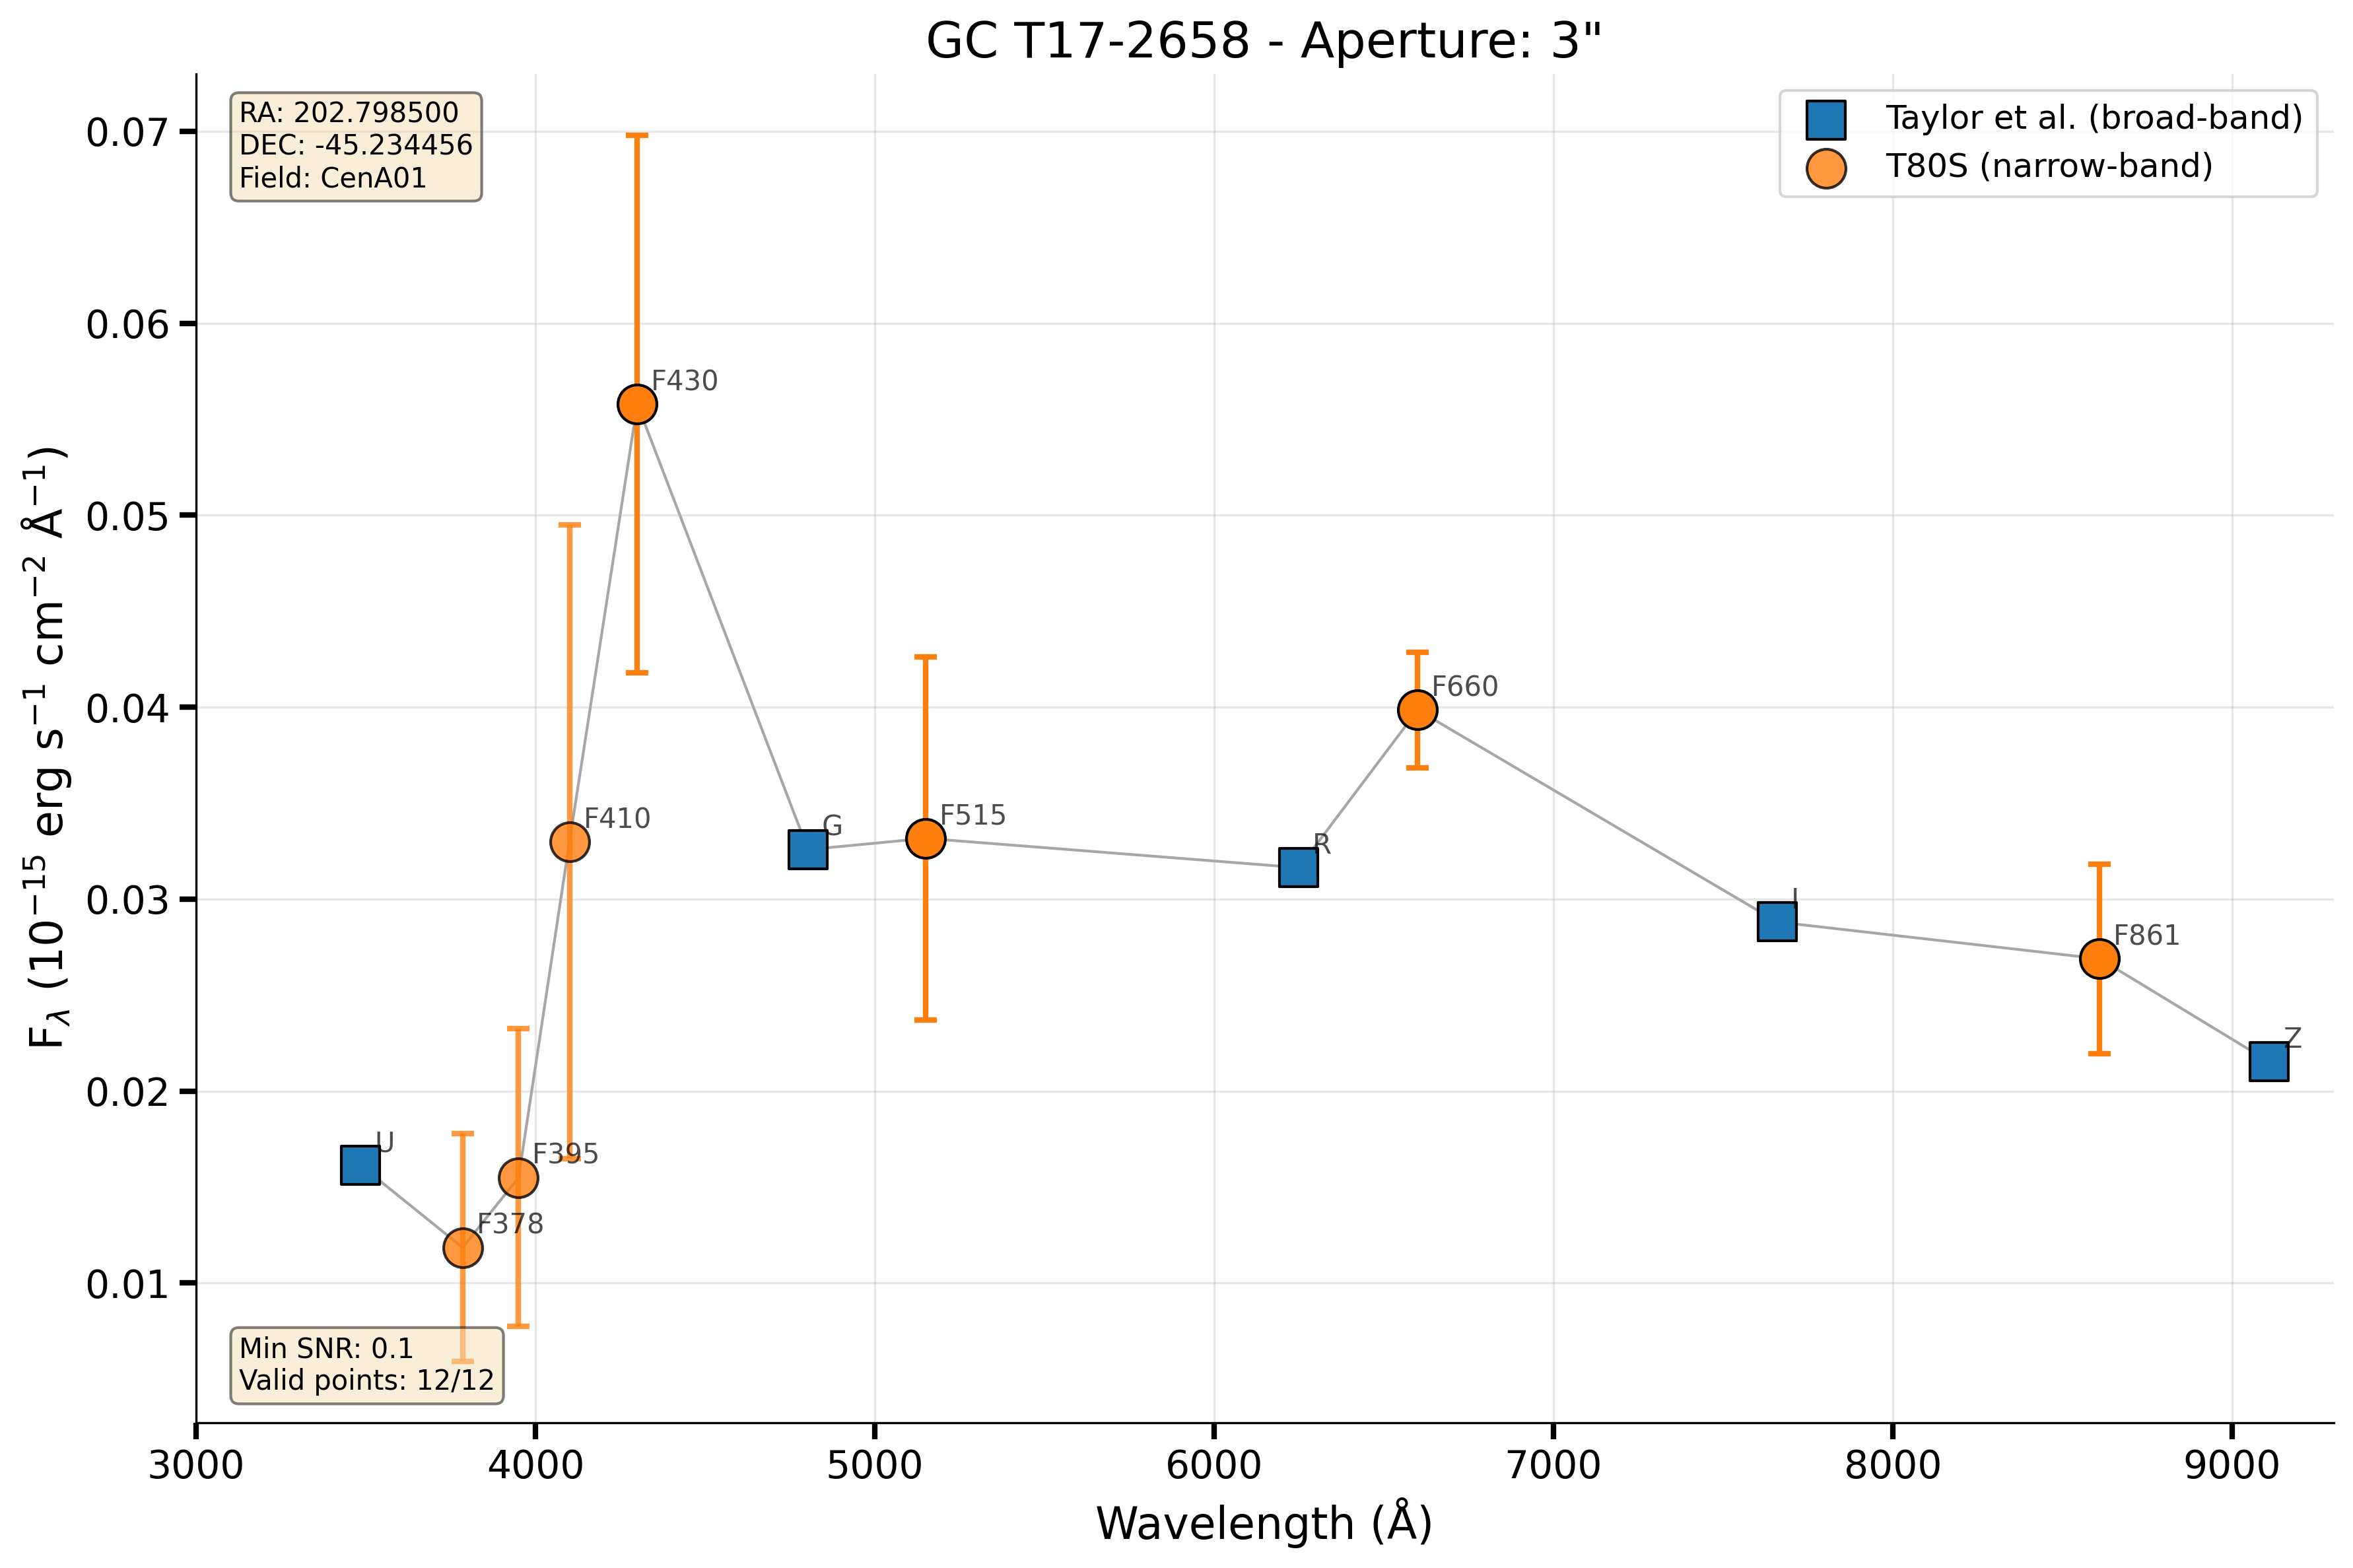 GC T17-2658 - Aperture: 3"
RA: 202.798500
DEC: -45.234456
Field: CenA01
Taylor et al. (broad-band)
T80S (narrow-band)
0.07
0.06
0.05
0.04
0.03
0.02
0.01
F_λ (10⁻¹⁵ erg s⁻¹ cm⁻² Å⁻¹)
U
F378
F395
F410
F430
G
F515
R
F660
I
F861
Z
Min SNR: 0.1
Valid points: 12/12
3000 4000 5000 6000 7000 8000 9000
Wavelength (Å)